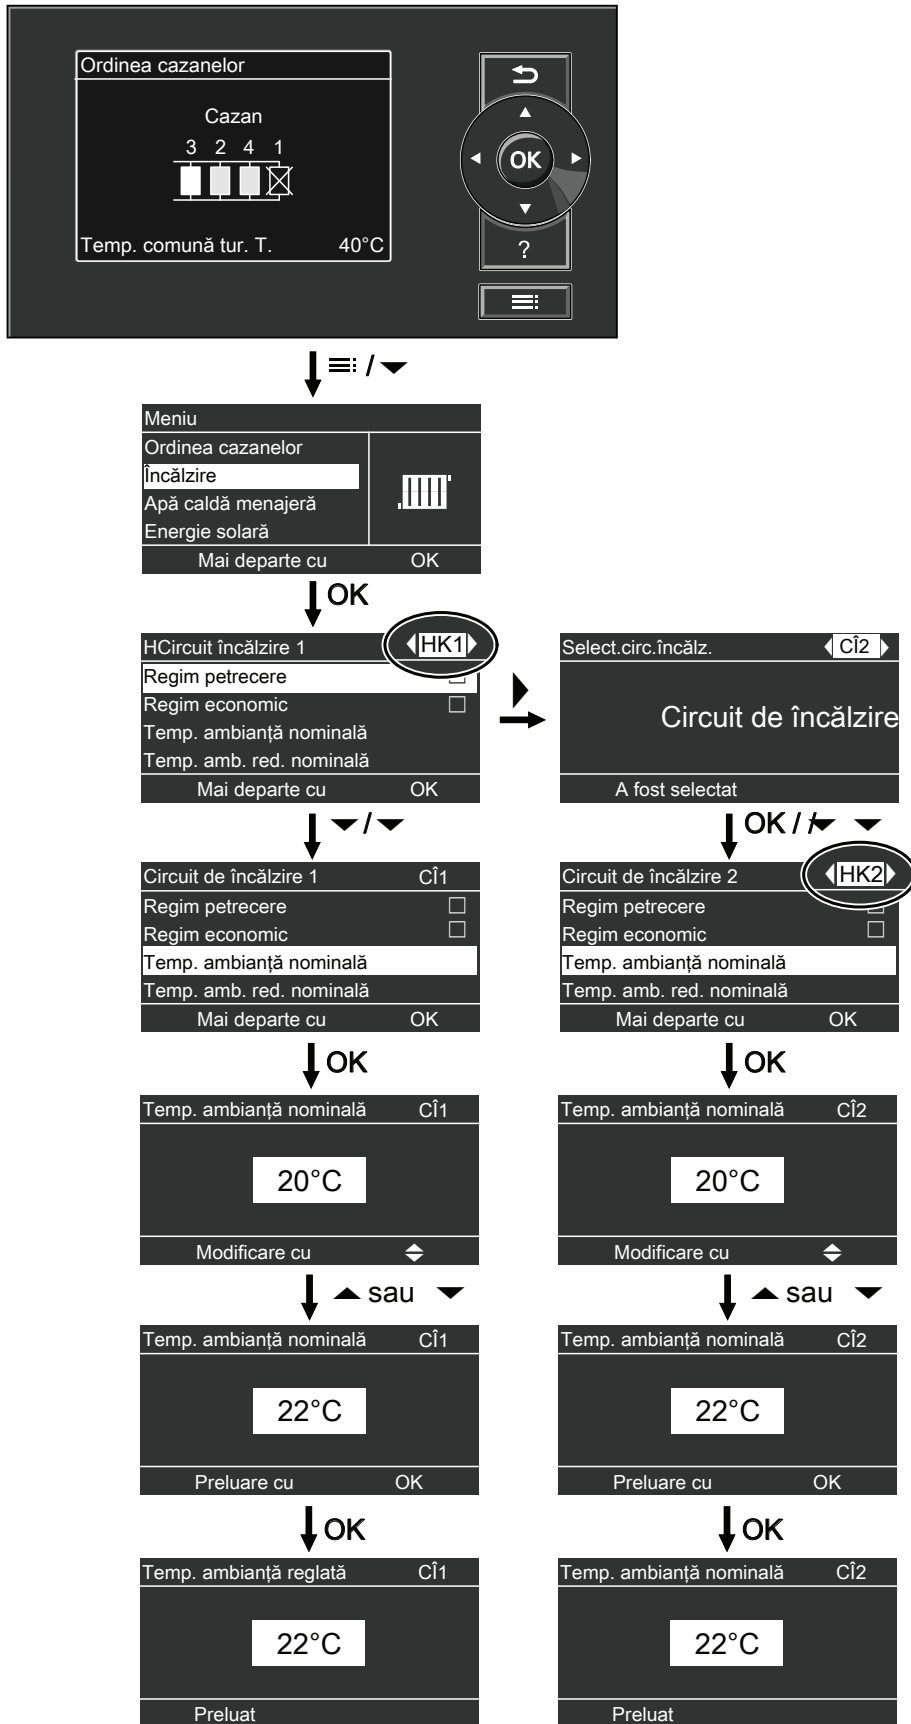 Ordinea cazanelor
Cazan
3 2 4 1
Temp. comună tur. T. 40°C
OK
?
/
Meniu
Ordinea cazanelor
Încălzire
Apă caldă menajeră
Energie solară
Mai departe cu OK
OK
HCircuit încălzire 1 HK1
Regim petrecere
Regim economic
Temp. ambianță nominală
Temp. amb. red. nominală
Mai departe cu OK
Select.circ.încălz. CÎ2
Circuit de încălzire
A fost selectat
/
OK / /
Circuit de încălzire 1 CÎ1
Regim petrecere
Regim economic
Temp. ambianță nominală
Temp. amb. red. nominală
Mai departe cu OK
Circuit de încălzire 2 HK2
Regim petrecere
Regim economic
Temp. ambianță nominală
Temp. amb. red. nominală
Mai departe cu OK
OK
OK
Temp. ambianță nominală CÎ1
20°C
Modificare cu
Temp. ambianță nominală CÎ2
20°C
Modificare cu
sau
sau
Temp. ambianță nominală CÎ1
22°C
Preluare cu OK
Temp. ambianță nominală CÎ2
22°C
Preluare cu OK
OK
OK
Temp. ambianță reglată CÎ1
22°C
Preluat
Temp. ambianță nominală CÎ2
22°C
Preluat